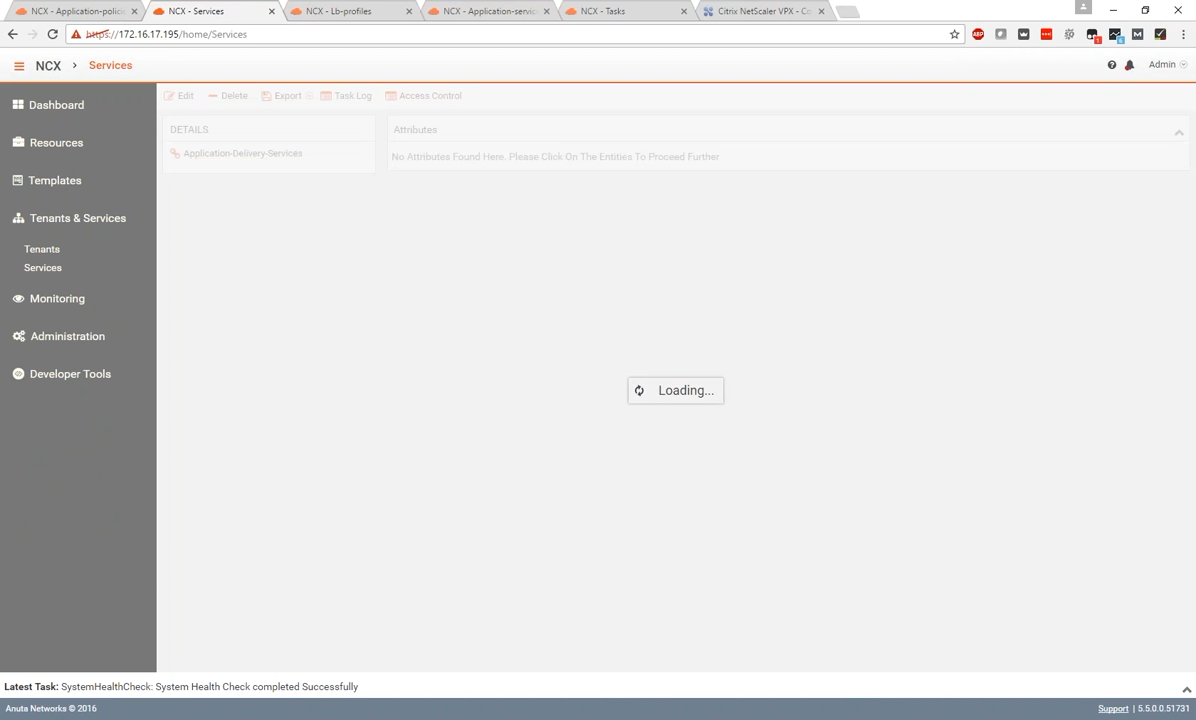 NCX - Application-polici
NCX - Services
NCX - Lb-profiles
NCX - Application-servic
NCX - Tasks
Citrix NetScaler VPX - Co
https://172.16.17.195/home/Services
NCX > Services
Admin
Dashboard
Resources
Templates
Tenants & Services
Tenants
Services
Monitoring
Administration
Developer Tools
Edit Delete Export Task Log Access Control
DETAILS
Application-Delivery-Services
Attributes
No Attributes Found Here. Please Click On The Entities To Proceed Further
Loading...
Latest Task: SystemHealthCheck: System Health Check completed Successfully
Anuta Networks © 2016
Support | 5.5.0.0.51731